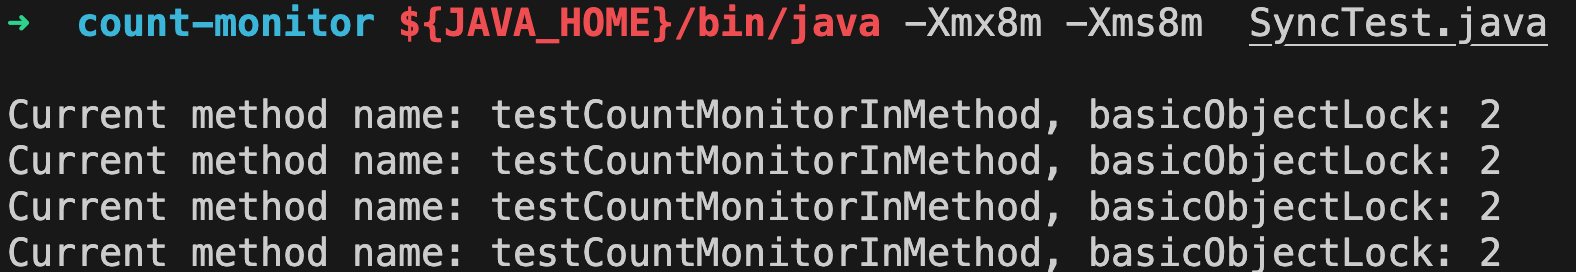 ➜  count-monitor ${JAVA_HOME}/bin/java -Xmx8m -Xms8m  SyncTest.java
Current method name: testCountMonitorInMethod, basicObjectLock: 2
Current method name: testCountMonitorInMethod, basicObjectLock: 2
Current method name: testCountMonitorInMethod, basicObjectLock: 2
Current method name: testCountMonitorInMethod, basicObjectLock: 2